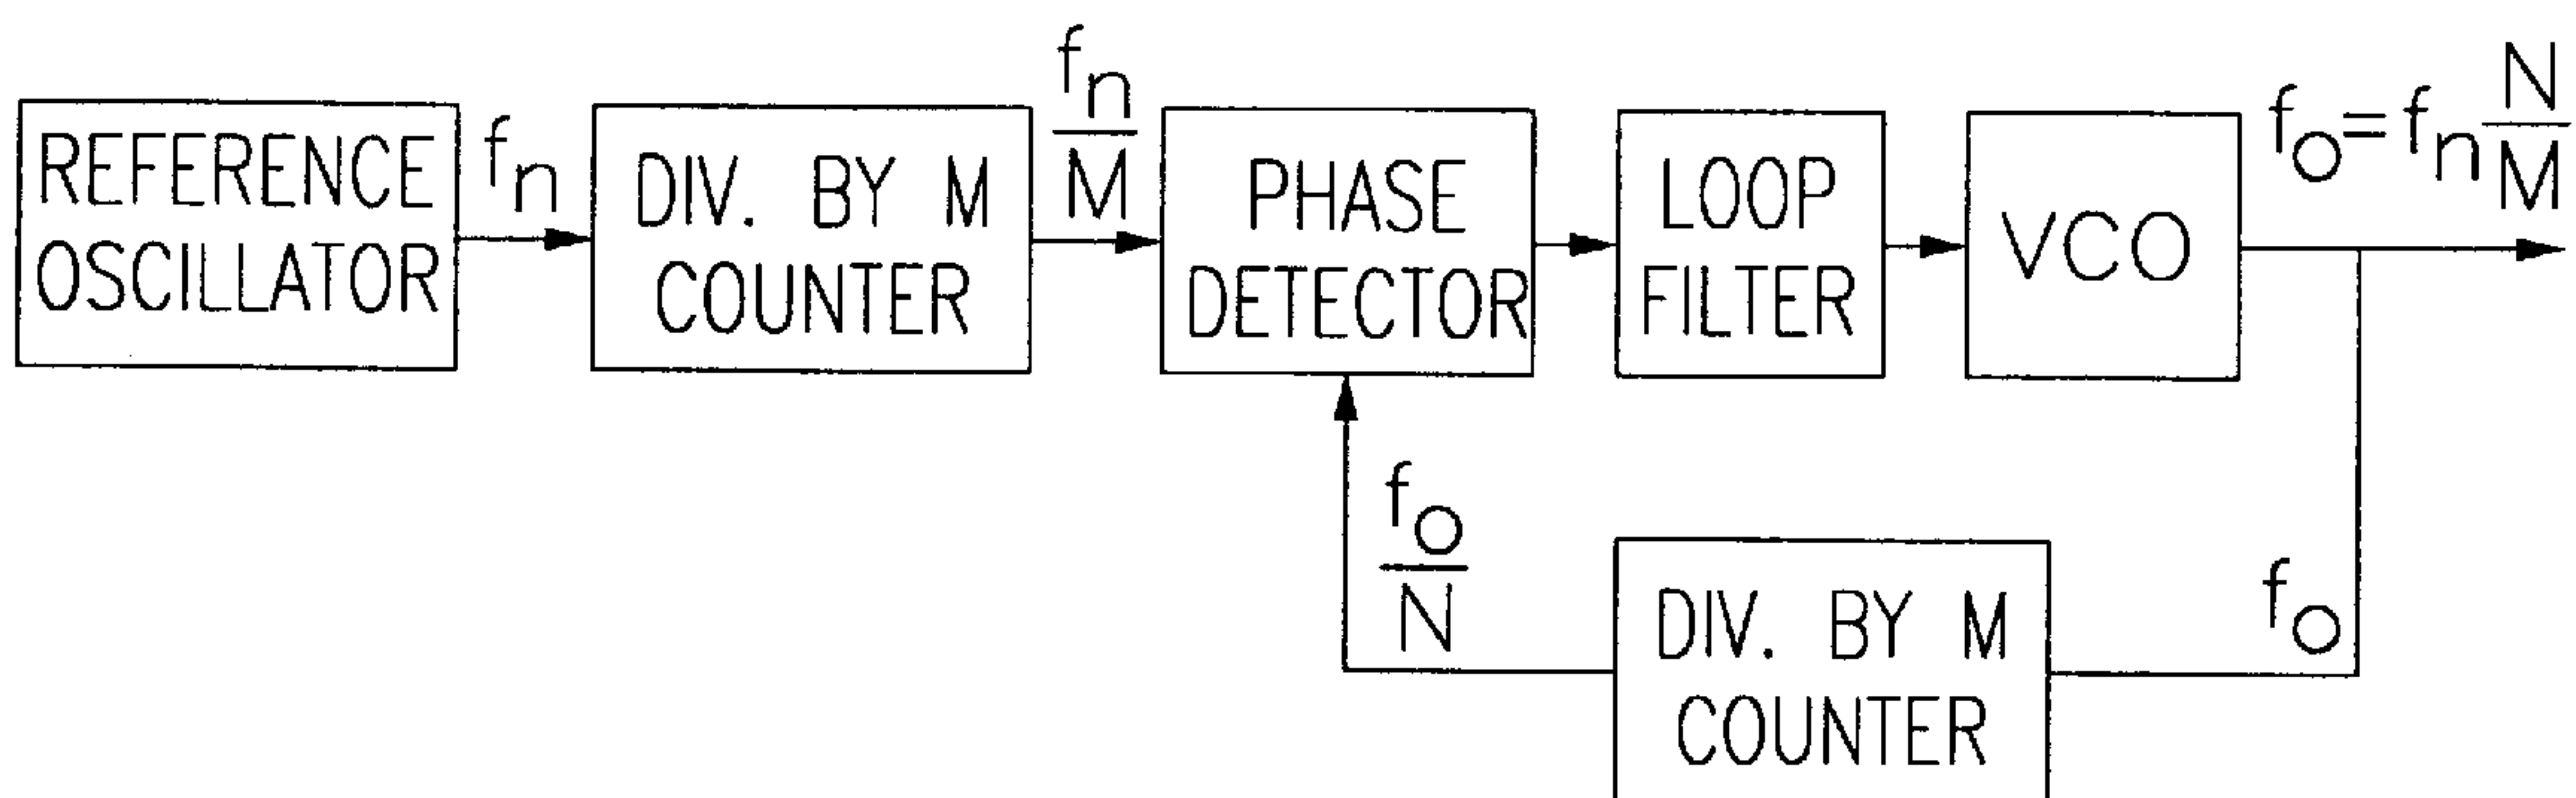 REFERENCE
OSCILLATOR
fn
DIV. BY M
COUNTER
fn
M
PHASE
DETECTOR
LOOP
FILTER
VCO
fo=fn N
M
fo
N
DIV. BY M
COUNTER
fo